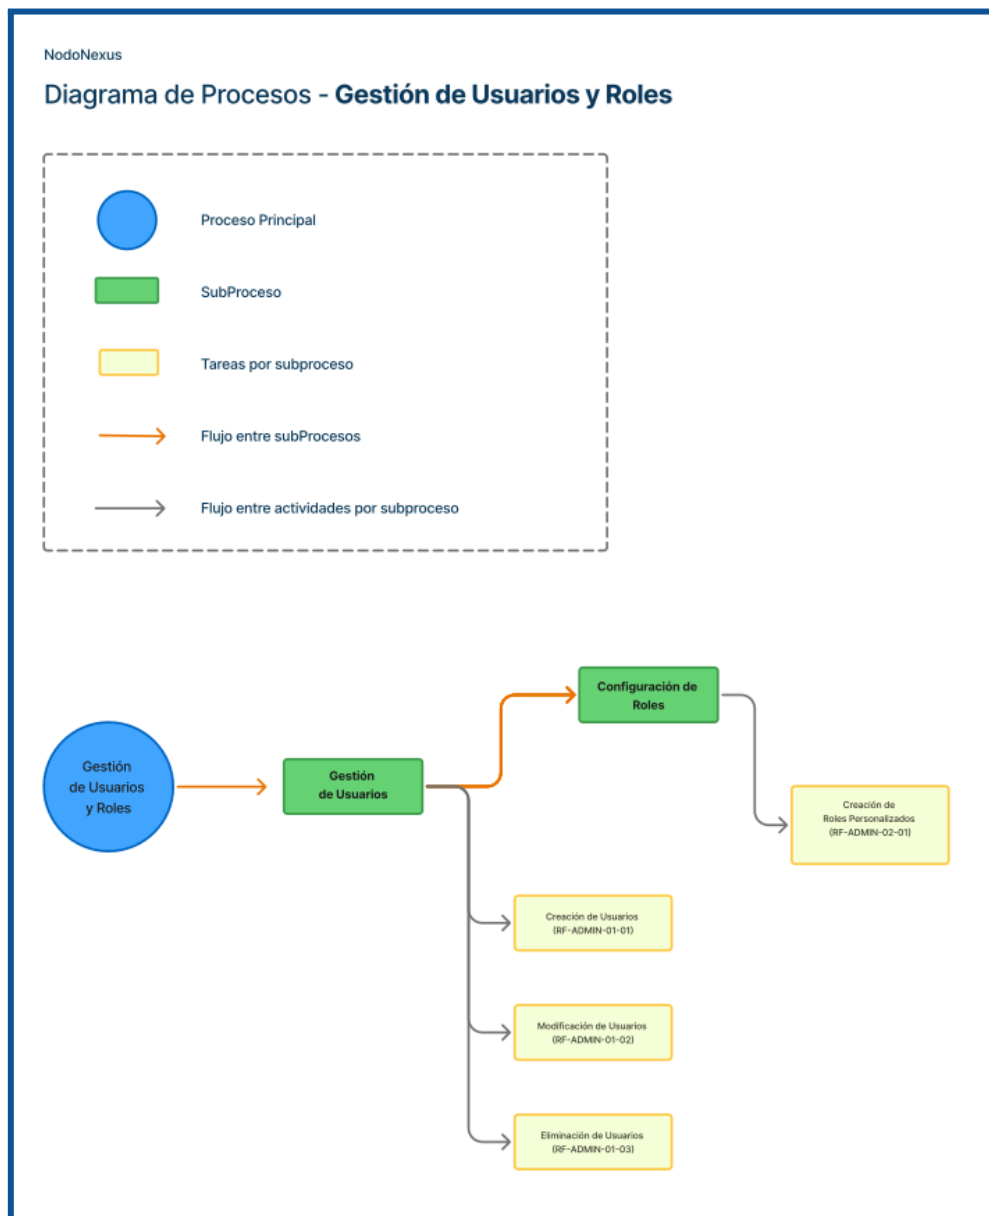 NodoNexus
Diagrama de Procesos - Gestión de Usuarios y Roles
Proceso Principal
SubProceso
Tareas por subproceso
Flujo entre subProcesos
Flujo entre actividades por subproceso
Configuración de
Roles
Gestión
de Usuarios
y Roles
Gestión
de Usuarios
Creación de
Roles Personalizados
(RF-ADMIN-02-01)
Creación de Usuarios
(RF-ADMIN-01-01)
Modificación de Usuarios
(RF-ADMIN-01-02)
Eliminación de Usuarios
(RF-ADMIN-01-03)